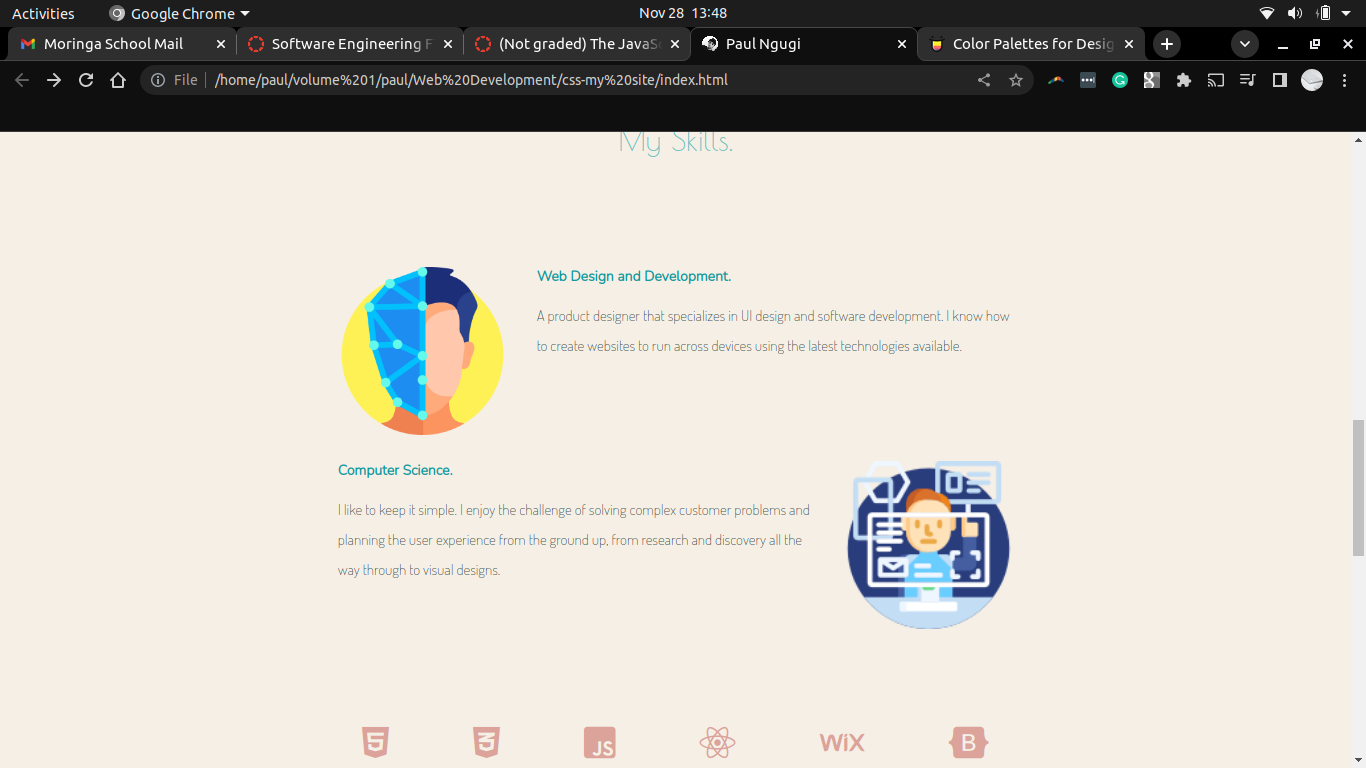 Activities
Google Chrome
Nov 28 13:48
Moringa School Mail
Software Engineering F
(Not graded) The JavaSc
Paul Ngugi
Color Palettes for Desig
File
/home/paul/volume%201/paul/Web%20Development/css-my%20site/index.html
My Skills.
Web Design and Development.
A product designer that specializes in UI design and software development. I know how
to create websites to run across devices using the latest technologies available.
Computer Science.
I like to keep it simple. I enjoy the challenge of solving complex customer problems and
planning the user experience from the ground up, from research and discovery all the
way through to visual designs.
5
3
JS
WiX
B